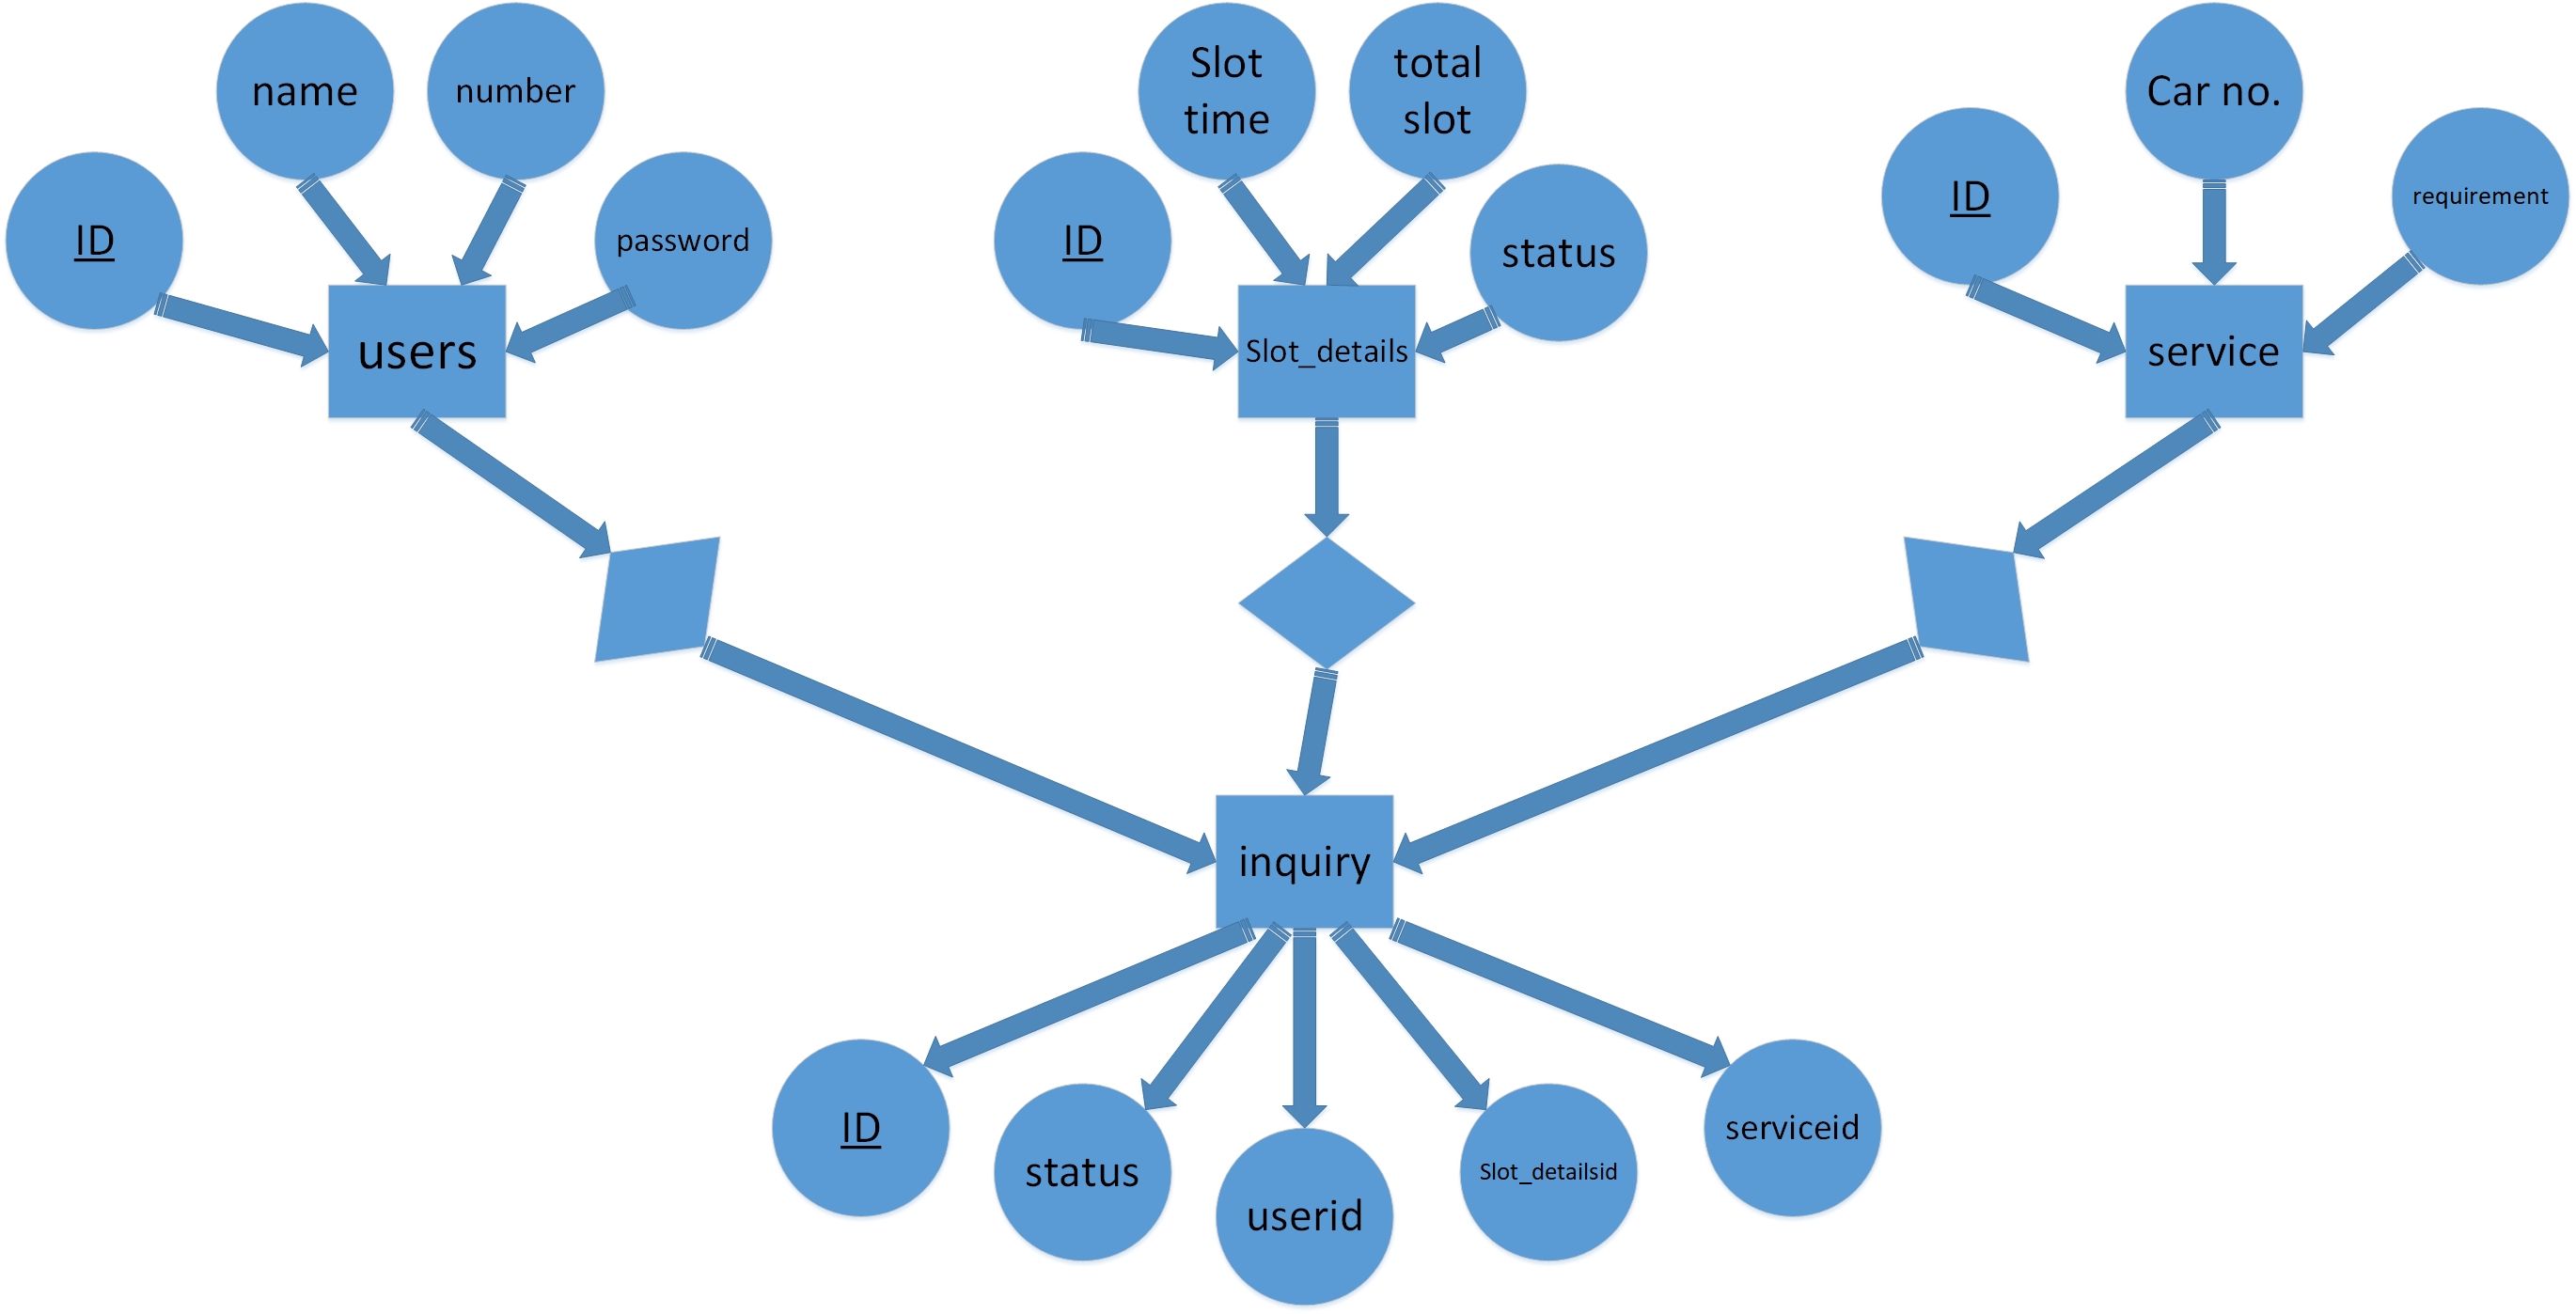 name
number
ID
password
users
Slot
time
total
slot
ID
status
Slot_details
Car no.
ID
requirement
service
inquiry
ID
status
userid
Slot_detailsid
serviceid